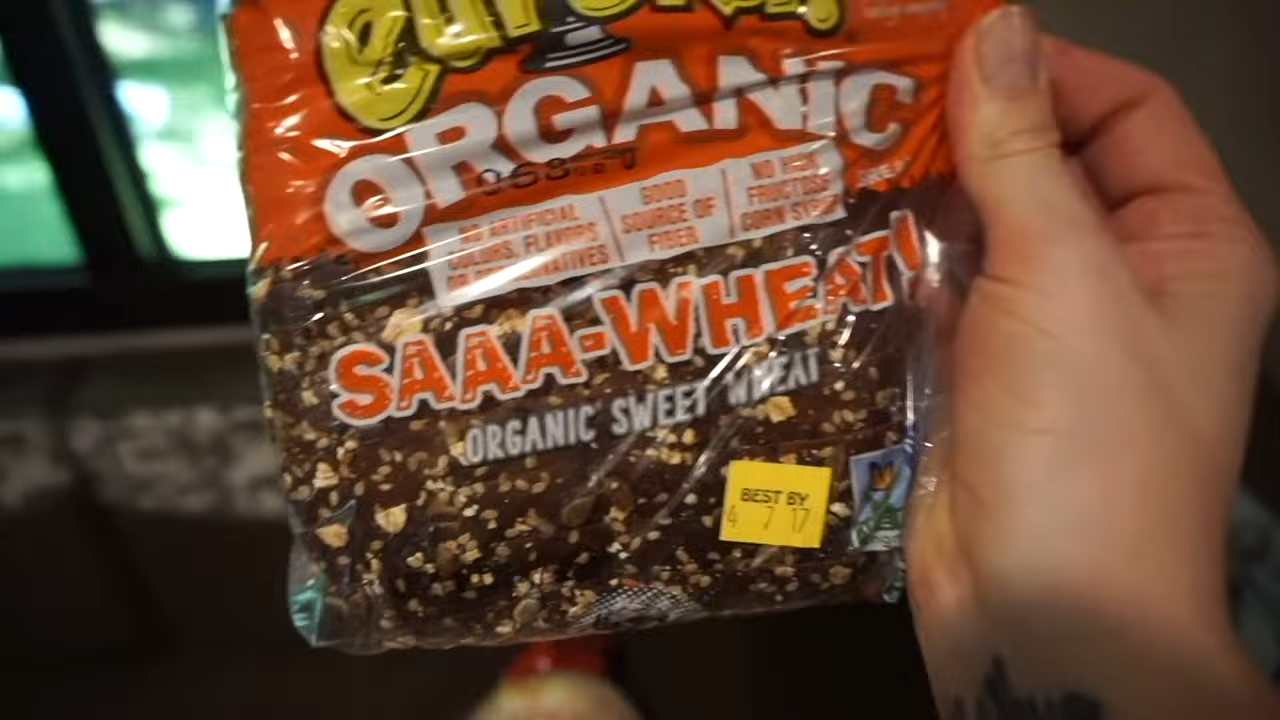 ORGANIC
NO ARTIFICIAL
COLORS, FLAVORS
OR PRESERVATIVES
GOOD
SOURCE OF
FIBER
NO HIGH
FRUCTOSE
CORN SYRUP
SAAA-WHEAT!
ORGANIC SWEET WHEAT
BEST BY
4 7 17